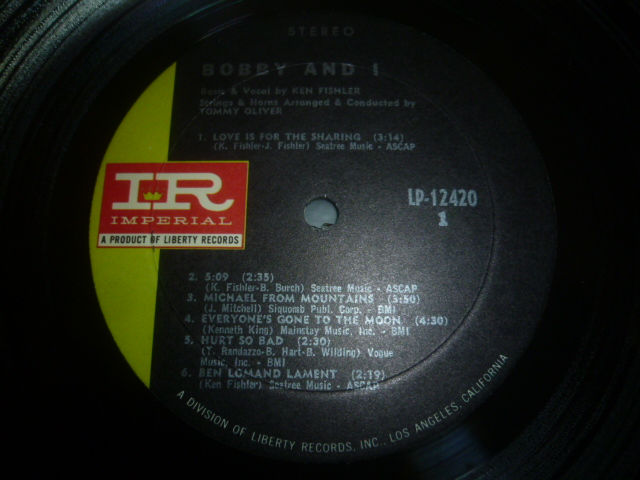 STEREO
BOBBY AND I
Basis & Vocal by KEN FISHLER
Strings & Horns Arranged & Conducted by
TOMMY OLIVER
1. LOVE IS FOR THE SHARING (3:14)
(K. Fishler-J. Fishler) Seatree Music - ASCAP
IR
IMPERIAL
A PRODUCT OF LIBERTY RECORDS
LP-12420
1
2. 5:09 (2:35)
(K. Fishler-B. Burch) Seatree Music - ASCAP
3. MICHAEL FROM MOUNTAINS (3:50)
(J. Mitchell) Siquomb Publ. Corp. - BMI
4. EVERYONE'S GONE TO THE MOON (4:30)
(Kenneth King) Mainstay Music, Inc. - BMI
5. HURT SO BAD (2:30)
(T. Randazzo-B. Hart-B. Wilding) Vogue
Music, Inc. - BMI
6. BEN LOMAND LAMENT (2:19)
(Ken Fishler) Seatree Music - ASCAP
A DIVISION OF LIBERTY RECORDS, INC., LOS ANGELES, CALIFORNIA